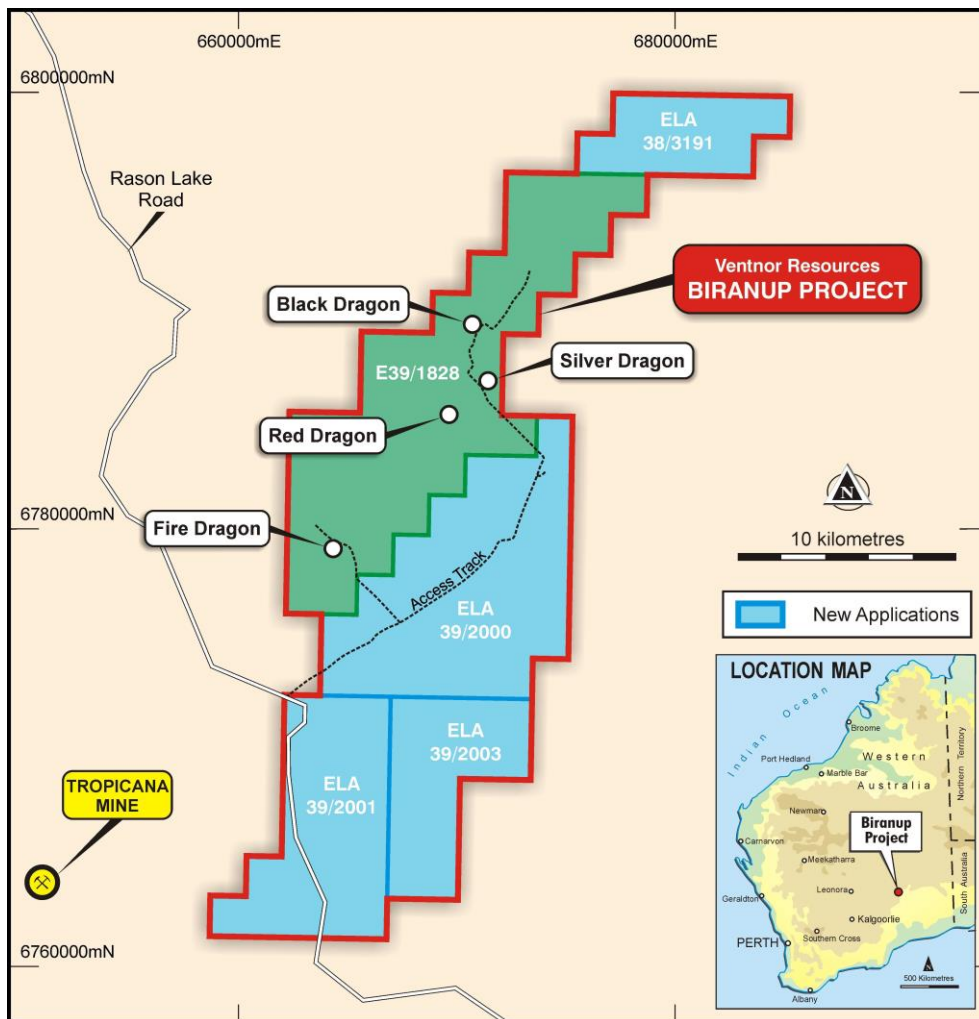 660000mE
680000mE
6800000mN
ELA
38/3191
Rason Lake
Road
Ventnor Resources
BIRANUP PROJECT
Black Dragon
Silver Dragon
E39/1828
Red Dragon
N
6780000mN
Fire Dragon
10 kilometres
Access Track
ELA
39/2000
New Applications
LOCATION MAP
Indian Ocean
Broome
Northern Territory
Port Hedland
Western
Marble Bar
Australia
Newman
Biranup
Project
Carnarvon
Meekatharra
Leonora
Geraldton
Kalgoorlie
South Australia
Southern Cross
PERTH
N
500 Kilometres
Albany
ELA
39/2003
ELA
39/2001
TROPICANA
MINE
6760000mN